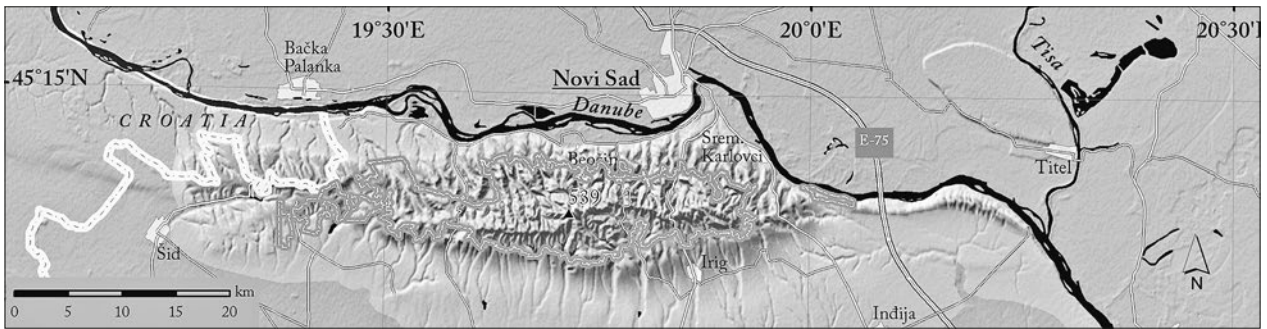 19°30'E
20°0'E
20°30'E
45°15'N
Bačka
Palanka
Novi Sad
Danube
Tisa
CROATIA
Srem.
Karlovci
E-75
Titel
Beočin
539
Šid
Irig
Inđija
km
0 5 10 15 20
N